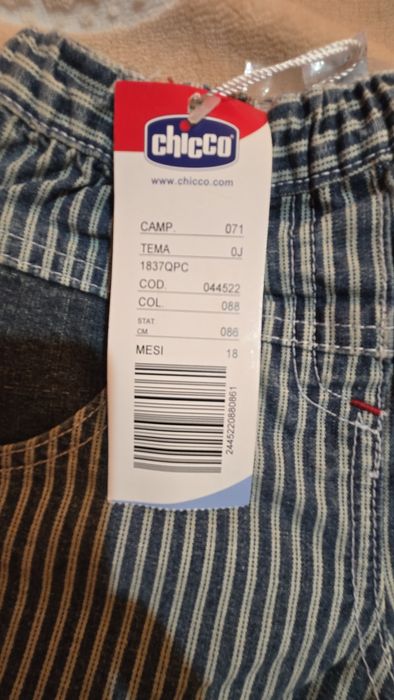 chicco
www.chicco.com
CAMP. 071
TEMA 0J
1837QPC
COD. 044522
COL. 088
STAT.
CM. 086
MESI 18
2445220880861